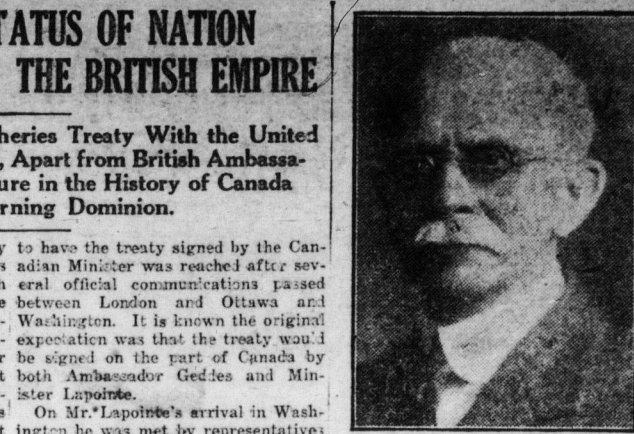 TATUS OF NATION
THE BRITISH EMPIRE
heries Treaty With the United
, Apart from British Ambassa-
ure in the History of Canada
rning Dominion.
y to have the treaty signed by the Can-
s adian Minister was reached after sev-
h eral official communications passed
e between London and Ottawa and
Washington. It is known the original
- expectation was that the treaty would
r be signed on the part of Canada by
t both Ambassador Geddes and Min-
- ister Lapointe.
s On Mr. Lapointe's arrival in Wash-
t ington he was met by representatives